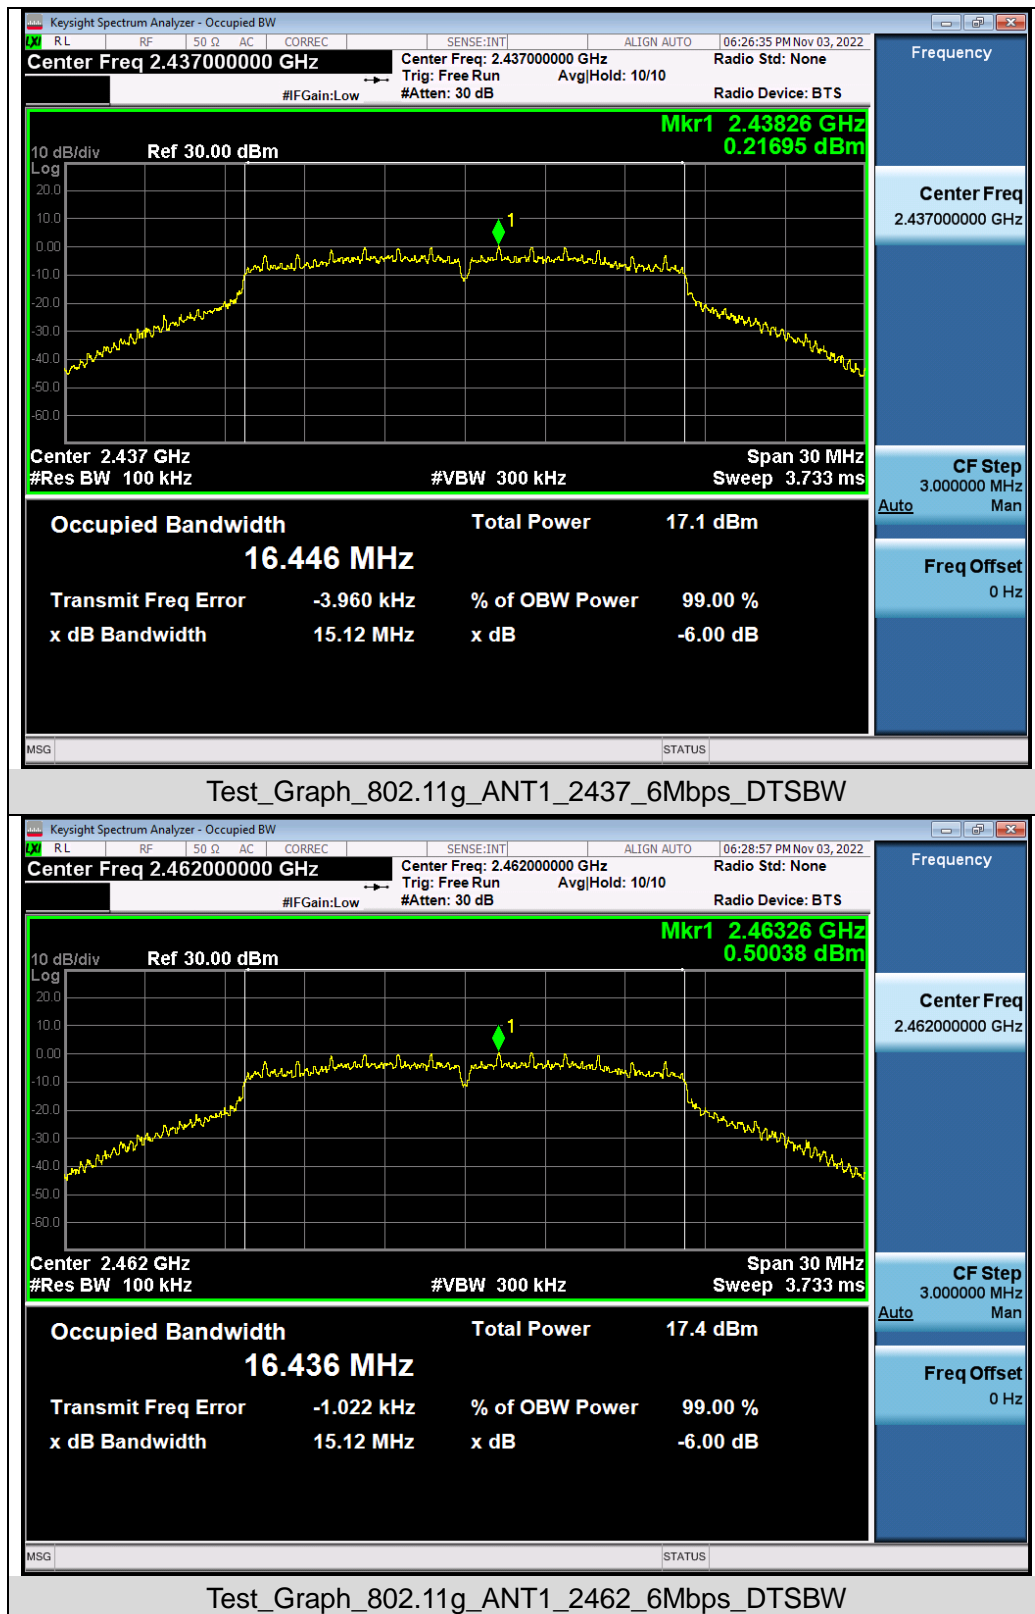 Keysight Spectrum Analyzer - Occupied BW
LXI RL RF 50 Ω AC CORREC SENSE:INT ALIGN AUTO 06:26:35 PM Nov 03, 2022
Center Freq 2.437000000 GHz
Center Freq: 2.437000000 GHz Radio Std: None
Trig: Free Run Avg|Hold: 10/10
#IFGain:Low #Atten: 30 dB Radio Device: BTS
Frequency
Mkr1 2.43826 GHz
0.21695 dBm
10 dB/div Ref 30.00 dBm
Log
20.0
10.0
0.00
-10.0
-20.0
-30.0
-40.0
-50.0
-60.0
1
Center 2.437 GHz Span 30 MHz
#Res BW 100 kHz #VBW 300 kHz Sweep 3.733 ms
Center Freq
2.437000000 GHz
CF Step
3.000000 MHz
Auto Man
Freq Offset
0 Hz
Occupied Bandwidth Total Power 17.1 dBm
16.446 MHz
Transmit Freq Error -3.960 kHz % of OBW Power 99.00 %
x dB Bandwidth 15.12 MHz x dB -6.00 dB
MSG STATUS
Test_Graph_802.11g_ANT1_2437_6Mbps_DTSBW
Keysight Spectrum Analyzer - Occupied BW
LXI RL RF 50 Ω AC CORREC SENSE:INT ALIGN AUTO 06:28:57 PM Nov 03, 2022
Center Freq 2.462000000 GHz
Center Freq: 2.462000000 GHz Radio Std: None
Trig: Free Run Avg|Hold: 10/10
#IFGain:Low #Atten: 30 dB Radio Device: BTS
Frequency
Mkr1 2.46326 GHz
0.50038 dBm
10 dB/div Ref 30.00 dBm
Log
20.0
10.0
0.00
-10.0
-20.0
-30.0
-40.0
-50.0
-60.0
1
Center 2.462 GHz Span 30 MHz
#Res BW 100 kHz #VBW 300 kHz Sweep 3.733 ms
Center Freq
2.462000000 GHz
CF Step
3.000000 MHz
Auto Man
Freq Offset
0 Hz
Occupied Bandwidth Total Power 17.4 dBm
16.436 MHz
Transmit Freq Error -1.022 kHz % of OBW Power 99.00 %
x dB Bandwidth 15.12 MHz x dB -6.00 dB
MSG STATUS
Test_Graph_802.11g_ANT1_2462_6Mbps_DTSBW